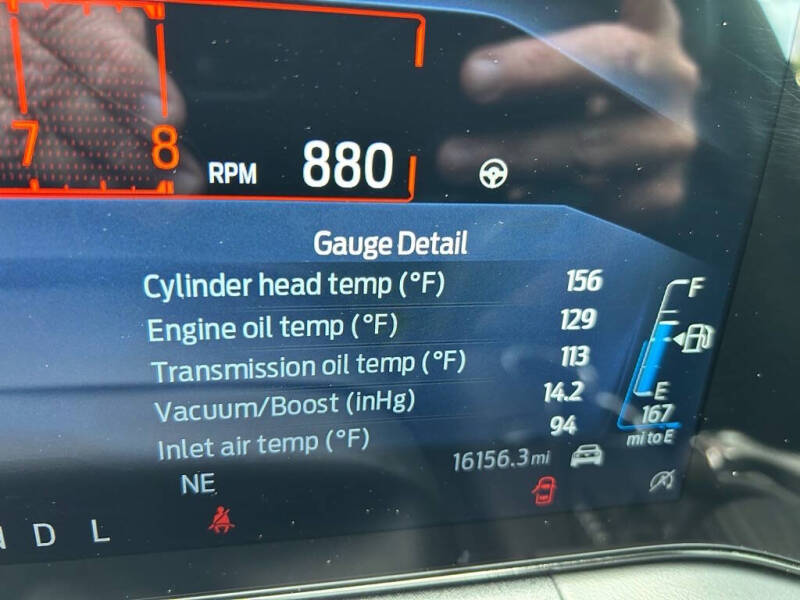 7 8 RPM 880
Gauge Detail
Cylinder head temp (°F) 156
Engine oil temp (°F) 129
Transmission oil temp (°F) 113
Vacuum/Boost (inHg) 14.2
Inlet air temp (°F) 94
F
E
167
mi to E
16156.3 mi
NE
N D L